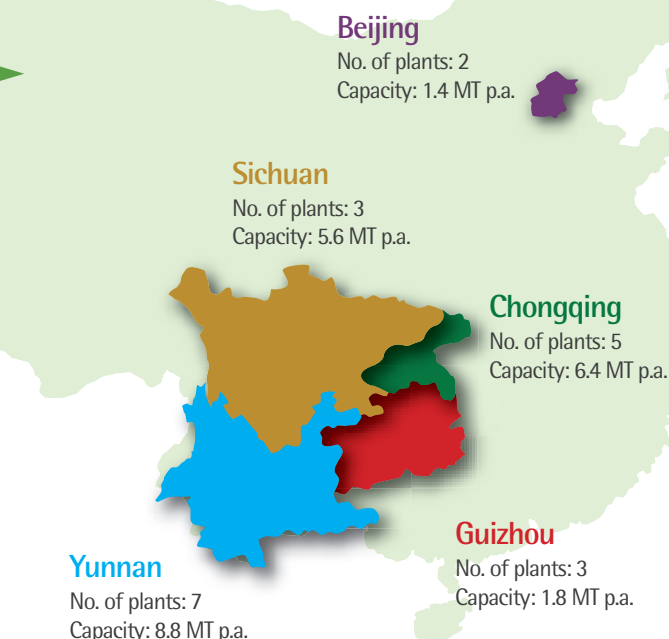 Beijing
No. of plants: 2
Capacity: 1.4 MT p.a.
Sichuan
No. of plants: 3
Capacity: 5.6 MT p.a.
Chongqing
No. of plants: 5
Capacity: 6.4 MT p.a.
Guizhou
No. of plants: 3
Capacity: 1.8 MT p.a.
Yunnan
No. of plants: 7
Capacity: 8.8 MT p.a.